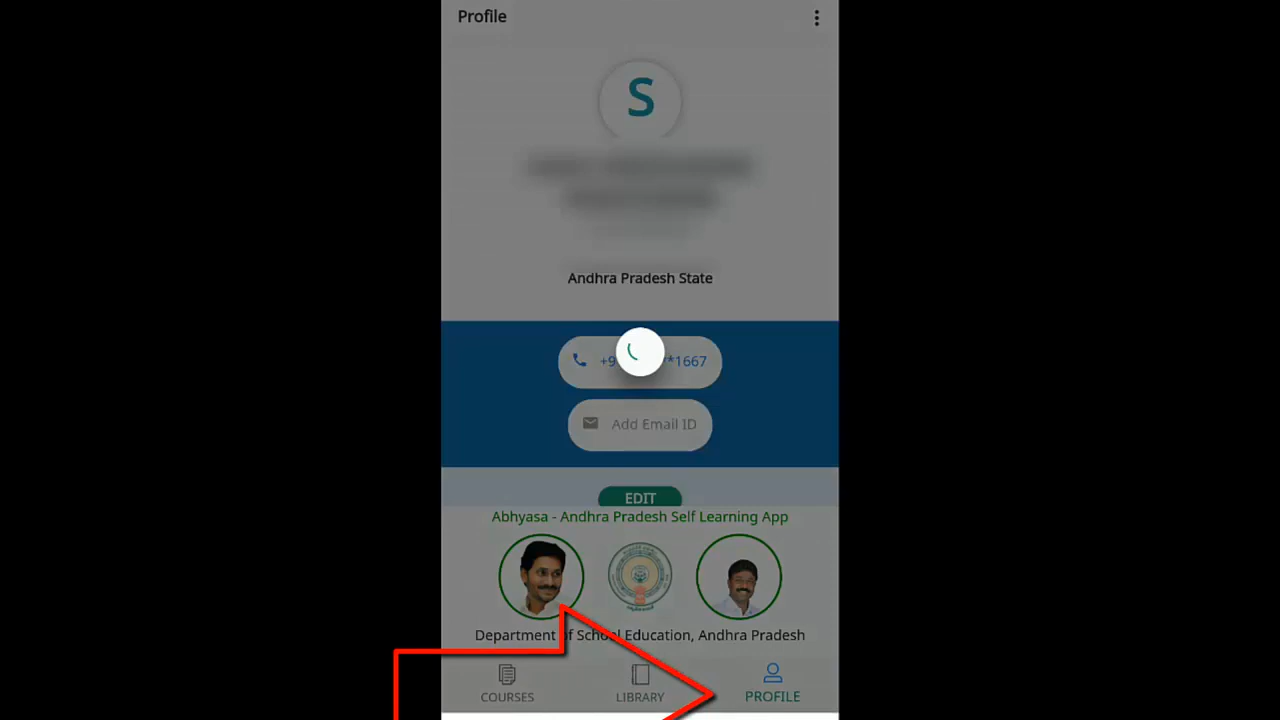 Profile
S
Andhra Pradesh State
*1667
Add Email ID
EDIT
Abhyasa - Andhra Pradesh Self Learning App
Department of School Education, Andhra Pradesh
COURSES
LIBRARY
PROFILE